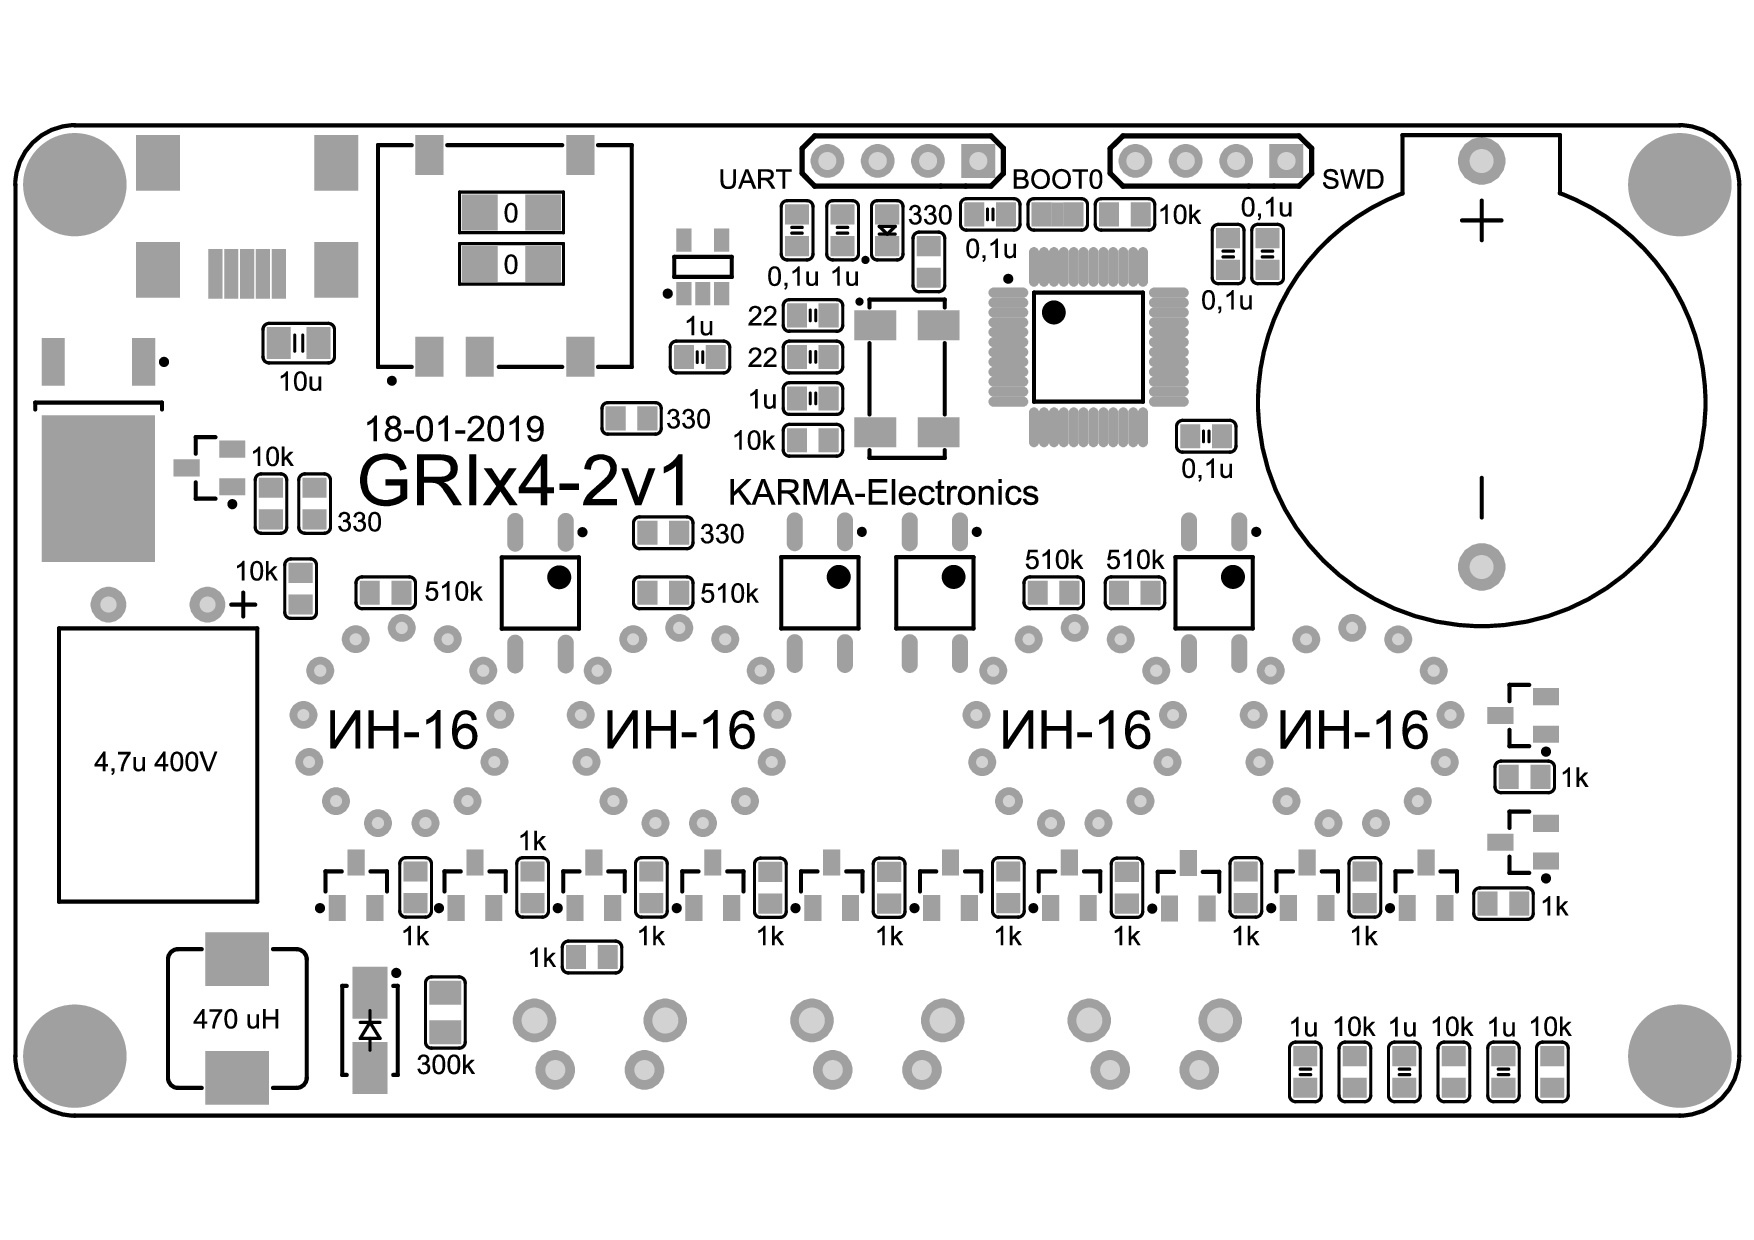 UART
BOOT0
SWD
0
0
330
10k
0,1u
0,1u
1u
0,1u
0,1u
22
1u
22
10u
1u
10k
330
18-01-2019
GRIx4-2v1
KARMA-Electronics
0,1u
10k
330
330
10k
510k
510k
510k
510k
ИН-16
ИН-16
ИН-16
ИН-16
4,7u 400V
1k
1k
1k
1k
1k
1k
1k
1k
1k
1k
1k
1k
470 uH
300k
1u
10k
1u
10k
1u
10k